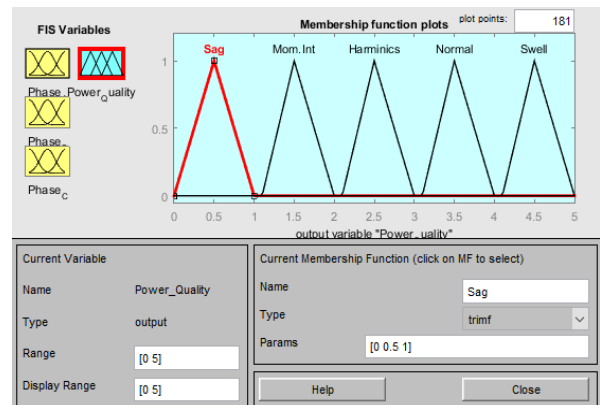 FIS Variables
Membership function plots
plot points:
181
Phase
Power_Quality
Phase
Phase_C
Sag
Mom.Int
Harminics
Normal
Swell
1
0.5
0
0 0.5 1 1.5 2 2.5 3 3.5 4 4.5 5
output variable "Power_ uality"
Current Variable
Name Power_Quality
Type output
Range [0 5]
Display Range [0 5]
Current Membership Function (click on MF to select)
Name Sag
Type trimf
Params [0 0.5 1]
Help
Close